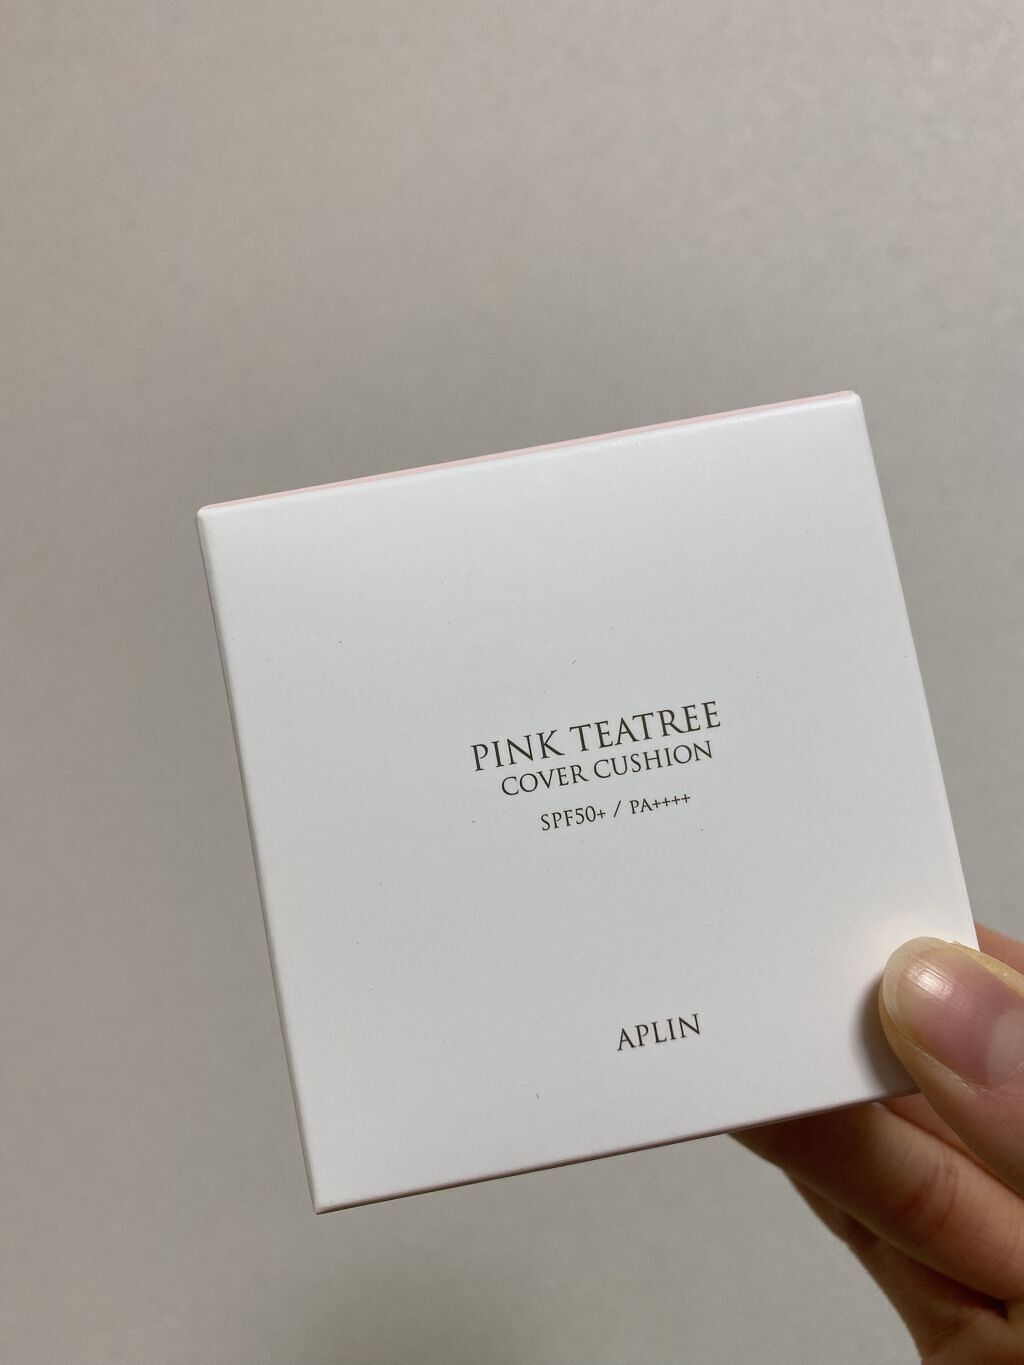 PINK TEATREE
COVER CUSHION
SPF50+ / PA++++
APLIN